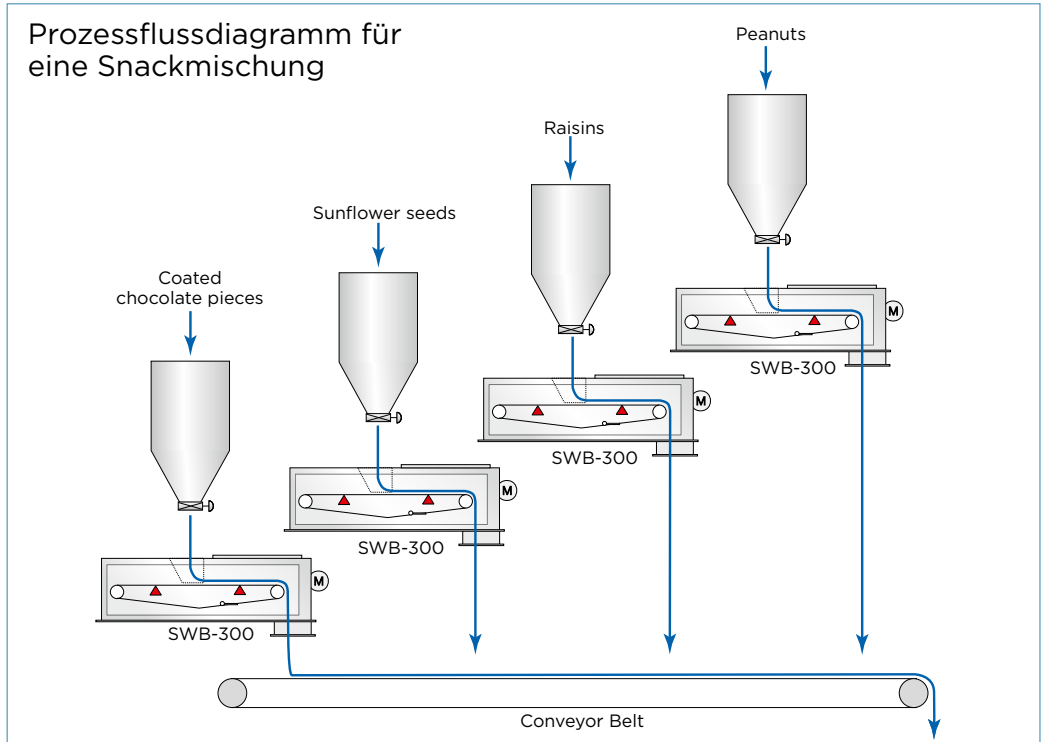 Prozessflussdiagramm für
eine Snackmischung
Peanuts
Raisins
Sunflower seeds
Coated
chocolate pieces
M
SWB-300
M
SWB-300
M
SWB-300
M
SWB-300
Conveyor Belt